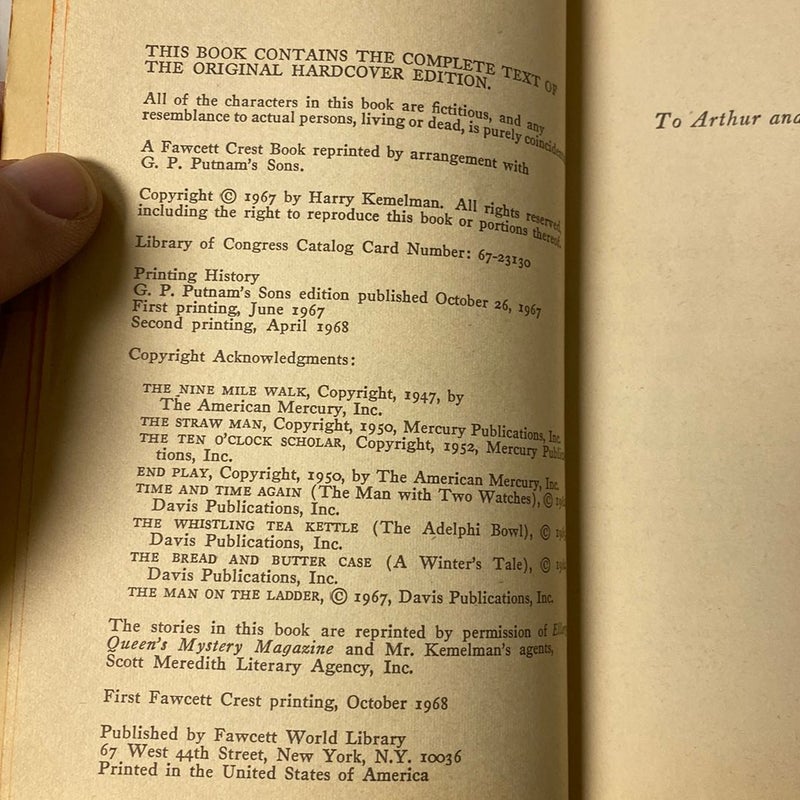 THIS BOOK CONTAINS THE COMPLETE TEXT OF
THE ORIGINAL HARDCOVER EDITION.
All of the characters in this book are fictitious, and any
resemblance to actual persons, living or dead, is purely
A Fawcett Crest Book reprinted by arrangement with
G. P. Putnam's Sons.
Copyright © 1967 by Harry Kemelman. All rights reserved,
including the right to reproduce this book or portions thereof.
Library of Congress Catalog Card Number: 67-23130
Printing History
G. P. Putnam's Sons edition published October 26, 1967
First printing, June 1967
Second printing, April 1968
Copyright Acknowledgments:
THE NINE MILE WALK, Copyright, 1947, by
The American Mercury, Inc.
THE STRAW MAN, Copyright, 1950, Mercury Publications, Inc.
THE TEN O'CLOCK SCHOLAR, Copyright, 1952, Mercury
tions, Inc.
END PLAY, Copyright, 1950, by The American Mercury, Inc.
TIME AND TIME AGAIN (The Man with Two Watches), ©
Davis Publications, Inc.
THE WHISTLING TEA KETTLE (The Adelphi Bowl), ©
Davis Publications, Inc.
THE BREAD AND BUTTER CASE (A Winter's Tale), ©
Davis Publications, Inc.
THE MAN ON THE LADDER, © 1967, Davis Publications, Inc.
The stories in this book are reprinted by permission of
Queen's Mystery Magazine and Mr. Kemelman's agents,
Scott Meredith Literary Agency, Inc.
First Fawcett Crest printing, October 1968
Published by Fawcett World Library
67 West 44th Street, New York, N.Y. 10036
Printed in the United States of America
To Arthur and